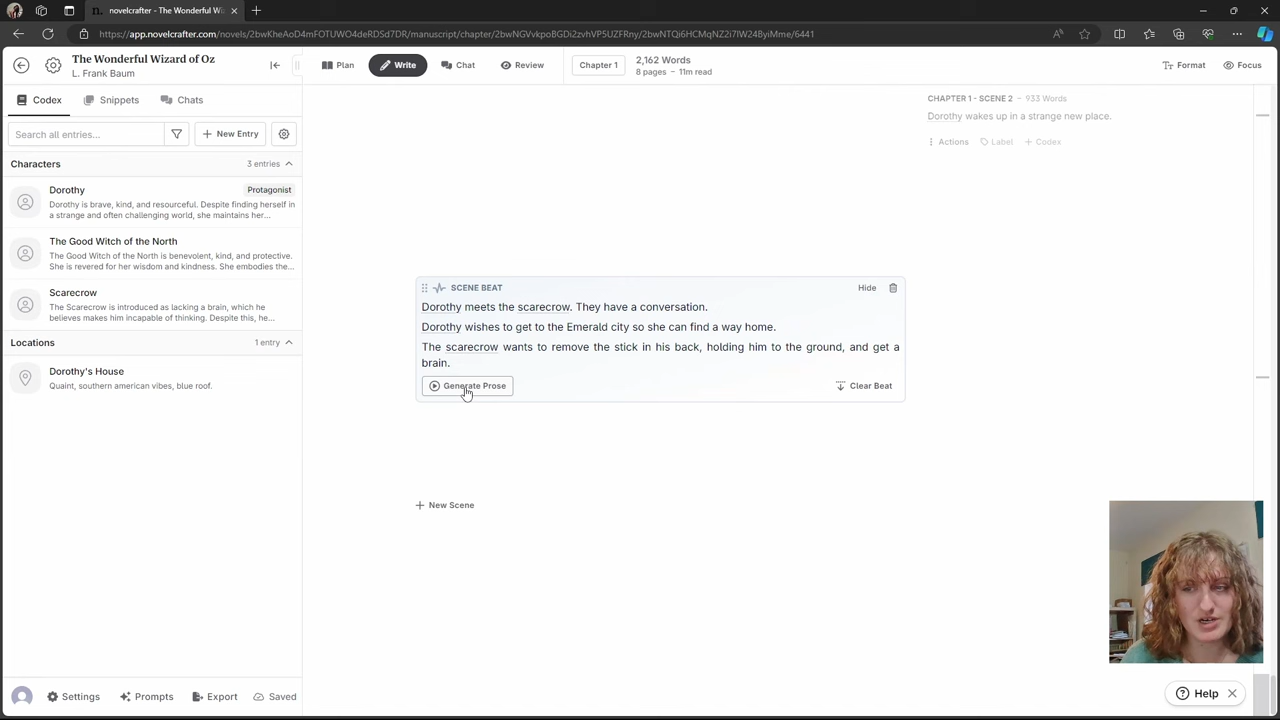 novelcrafter - The Wonderful Wi
https://app.novelcrafter.com/novels/2bwKheAoD4mFOTUWO4deRDSd7DR/manuscript/chapter/2bwNGVvkpoBGDi2zvhVP5UZFRny/2bwNTQi6HCMqNZ2i7lW24ByiMme/6441
The Wonderful Wizard of Oz
L. Frank Baum
Plan
Write
Chat
Review
Chapter 1
2,162 Words
8 pages - 11m read
Format
Focus
Codex
Snippets
Chats
Search all entries...
+ New Entry
Characters
3 entries
Dorothy
Protagonist
Dorothy is brave, kind, and resourceful. Despite finding herself in
a strange and often challenging world, she maintains her...
The Good Witch of the North
The Good Witch of the North is benevolent, kind, and protective.
She is revered for her wisdom and kindness. She embodies the...
Scarecrow
The Scarecrow is introduced as lacking a brain, which he
believes makes him incapable of thinking. Despite this, he...
Locations
1 entry
Dorothy's House
Quaint, southern american vibes, blue roof.
CHAPTER 1 - SCENE 2 – 933 Words
Dorothy wakes up in a strange new place.
Actions
Label
+ Codex
SCENE BEAT
Hide
Dorothy meets the scarecrow. They have a conversation.
Dorothy wishes to get to the Emerald city so she can find a way home.
The scarecrow wants to remove the stick in his back, holding him to the ground, and get a
brain.
Generate Prose
Clear Beat
+ New Scene
Settings
Prompts
Export
Saved
Help